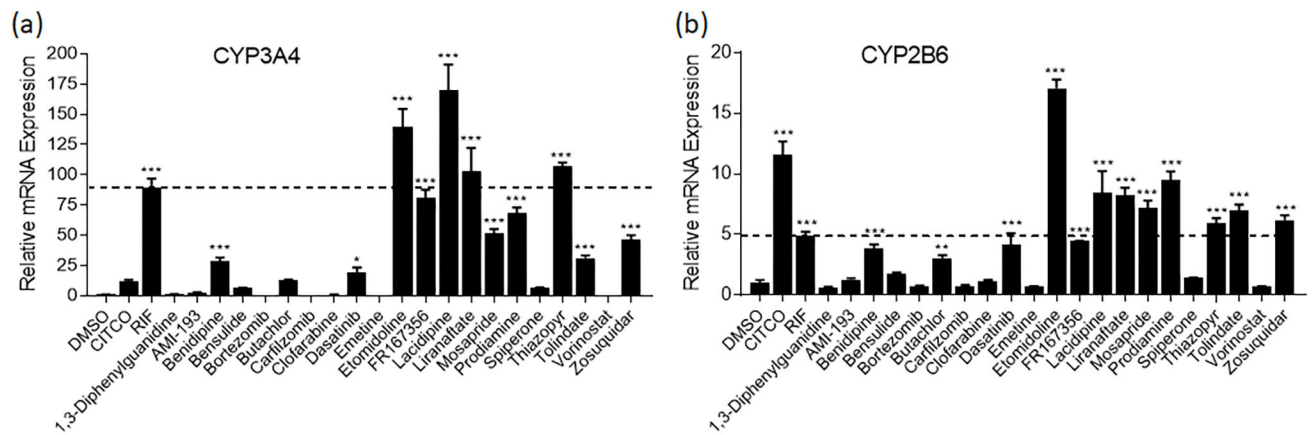 (a)
CYP3A4
Relative mRNA Expression
200
175
150
125
100
75
50
25
0
***
***
***
***
*
***
***
***
***
***
***
***
***
DMSO
CITCO
RIF
1,3-Diphenylguanidine
AMI-193
Benidipine
Bensulide
Bortezomib
Butachlor
Carfilzomib
Clofarabine
Dasatinib
Emetine
Etomidoline
FR167356
Lacidipine
Liranaftate
Mosapride
Prodiamine
Spiperone
Thiazopyr
Tolindate
Vorinostat
Zosuquidar
(b)
CYP2B6
Relative mRNA Expression
20
15
10
5
0
***
***
***
**
***
***
***
***
***
***
***
***
***
***
DMSO
CITCO
RIF
1,3-Diphenylguanidine
AMI-193
Benidipine
Bensulide
Bortezomib
Butachlor
Carfilzomib
Clofarabine
Dasatinib
Emetine
Etomidoline
FR167356
Lacidipine
Liranaftate
Mosapride
Prodiamine
Spiperone
Thiazopyr
Tolindate
Vorinostat
Zosuquidar